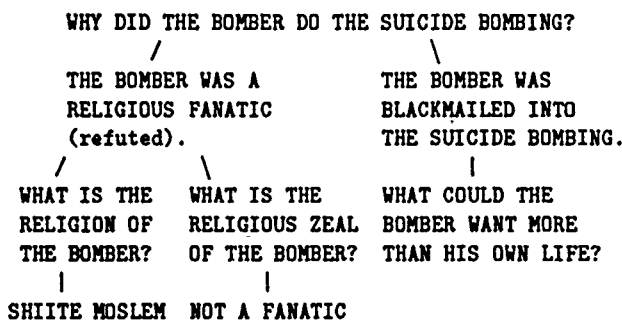 WHY DID THE BOMBER DO THE SUICIDE BOMBING?
THE BOMBER WAS A
RELIGIOUS FANATIC
(refuted).
THE BOMBER WAS
BLACKMAILED INTO
THE SUICIDE BOMBING.
WHAT IS THE
RELIGION OF
THE BOMBER?
WHAT IS THE
RELIGIOUS ZEAL
OF THE BOMBER?
WHAT COULD THE
BOMBER WANT MORE
THAN HIS OWN LIFE?
SHIITE MOSLEM
NOT A FANATIC